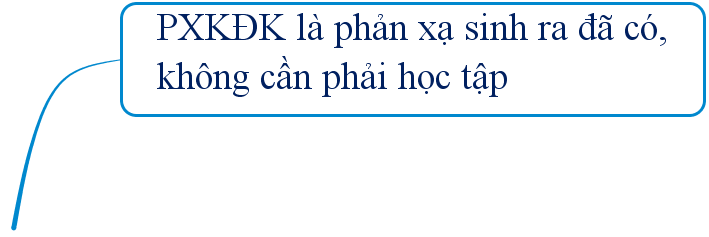 PXKĐK là phản xạ sinh ra đã có,
không cần phải học tập